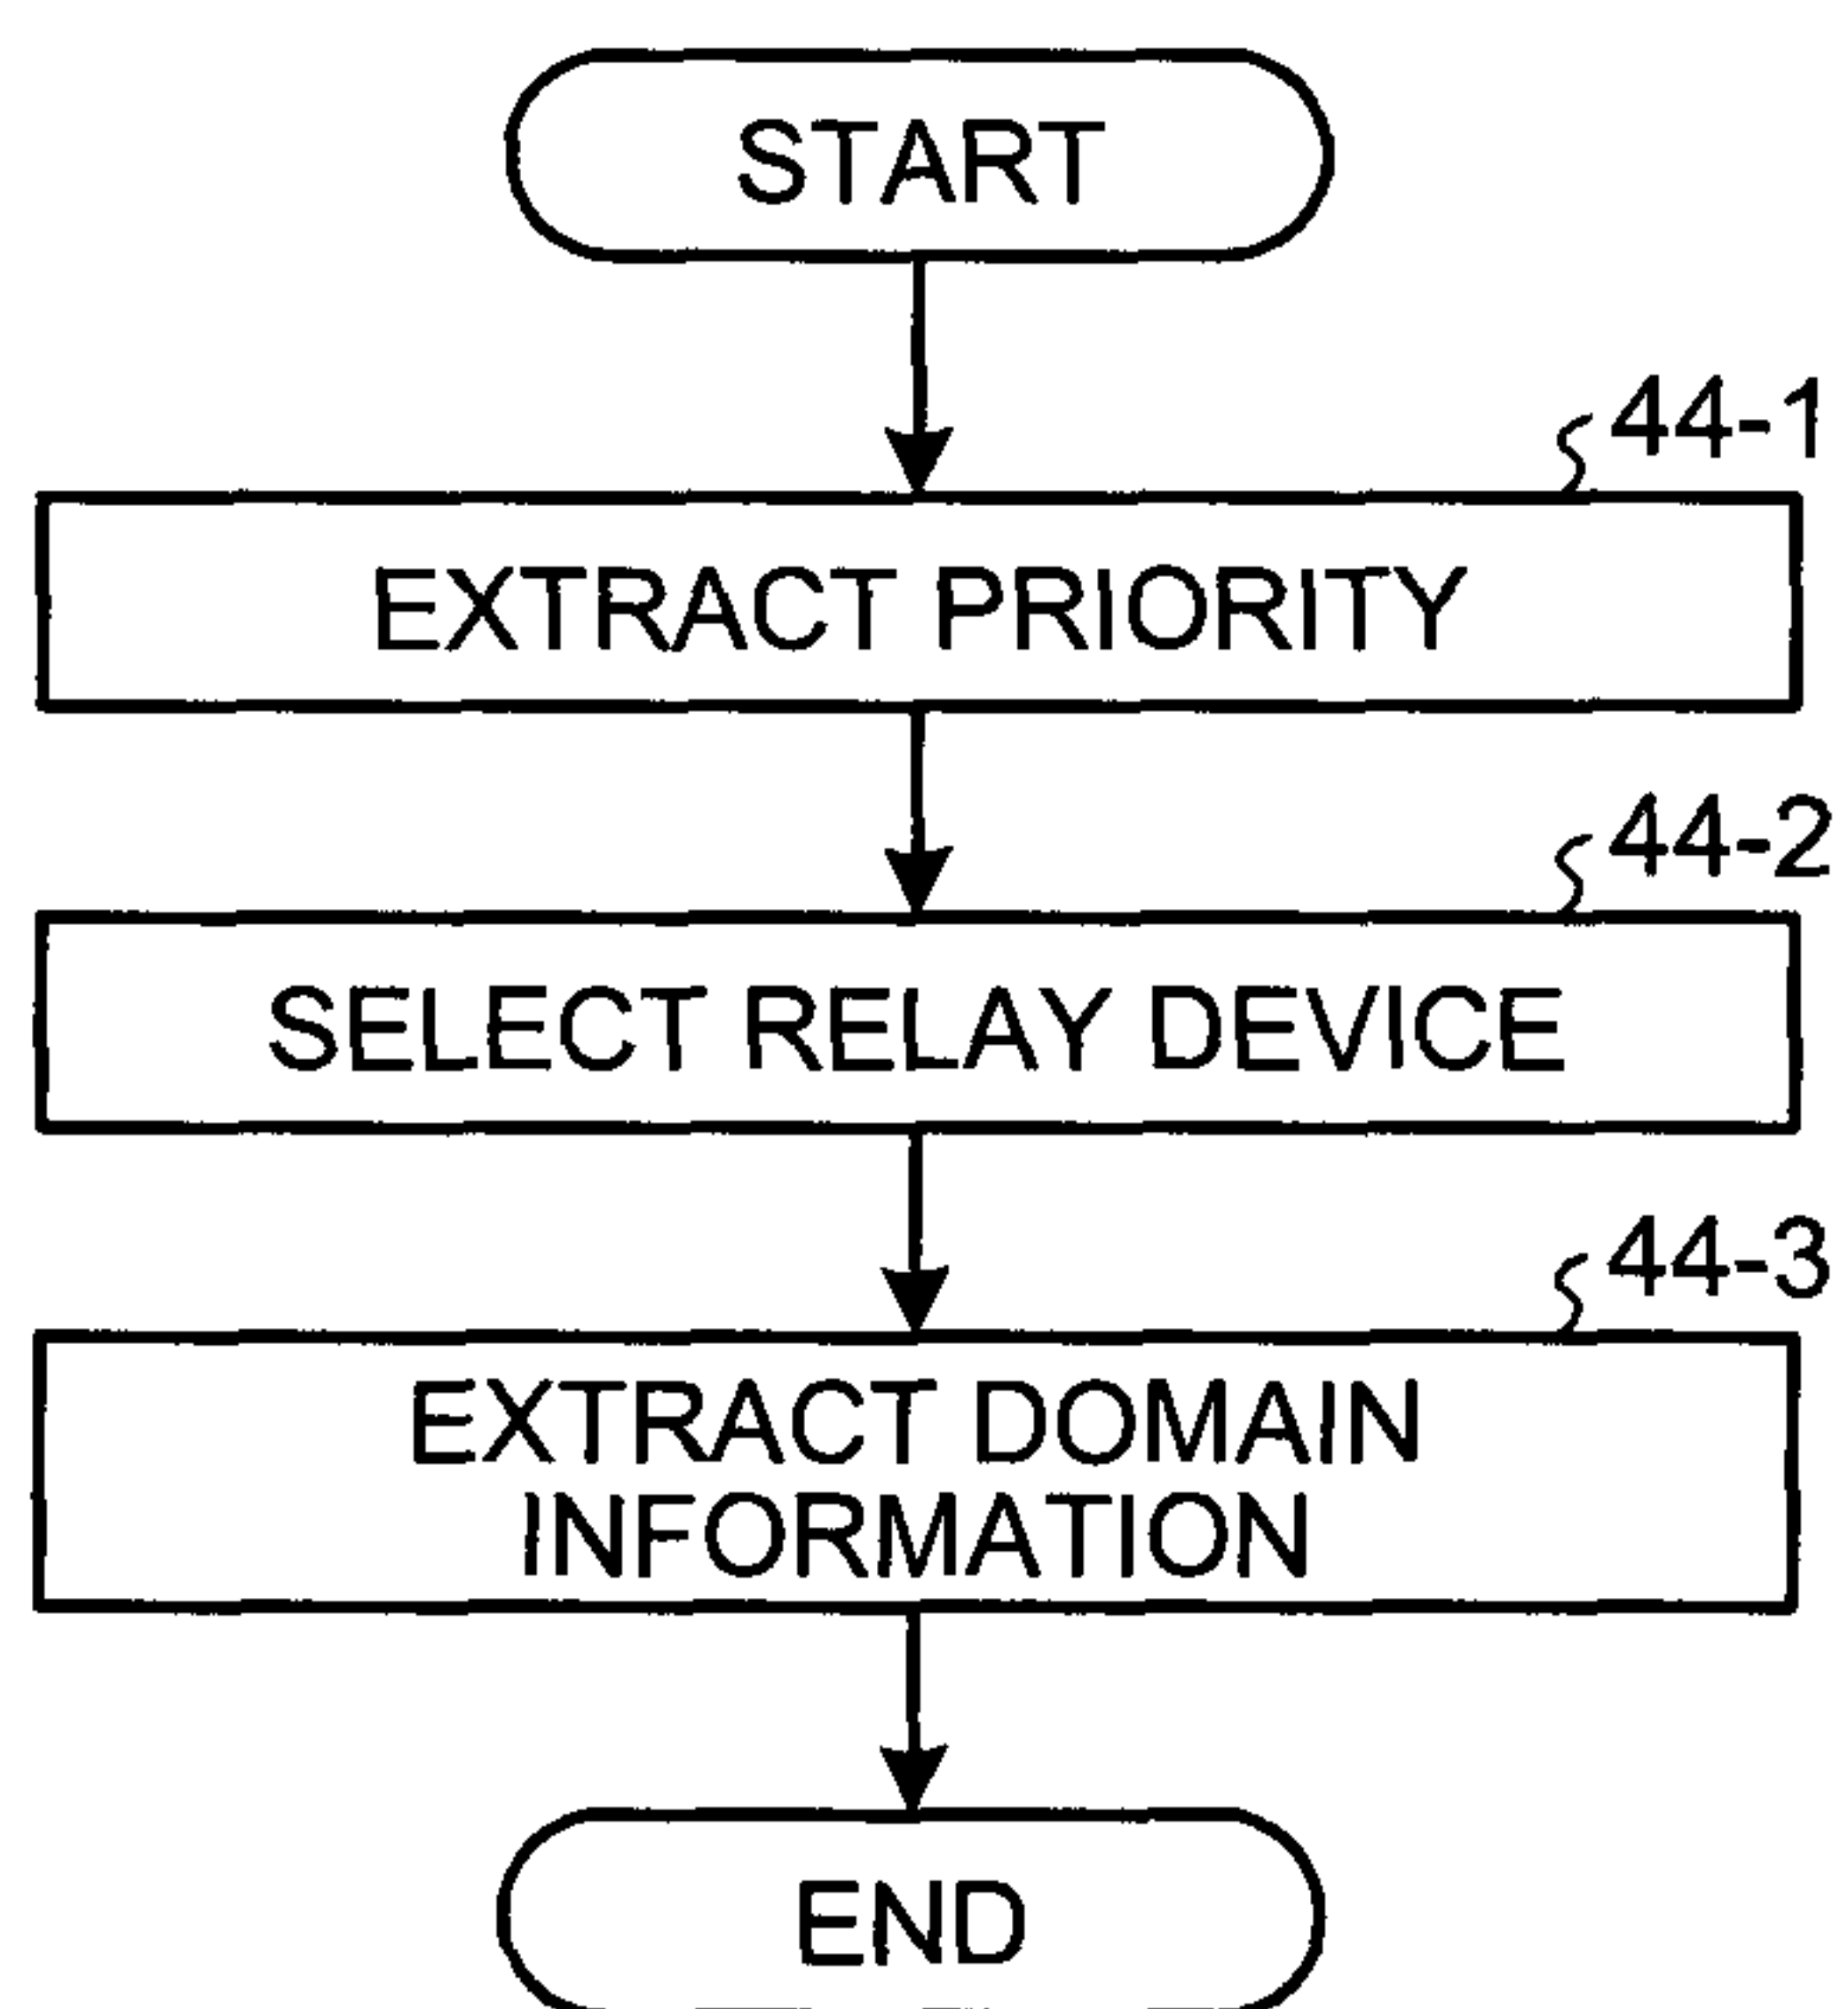 START
44-1
EXTRACT PRIORITY
44-2
SELECT RELAY DEVICE
44-3
EXTRACT DOMAIN
INFORMATION
END